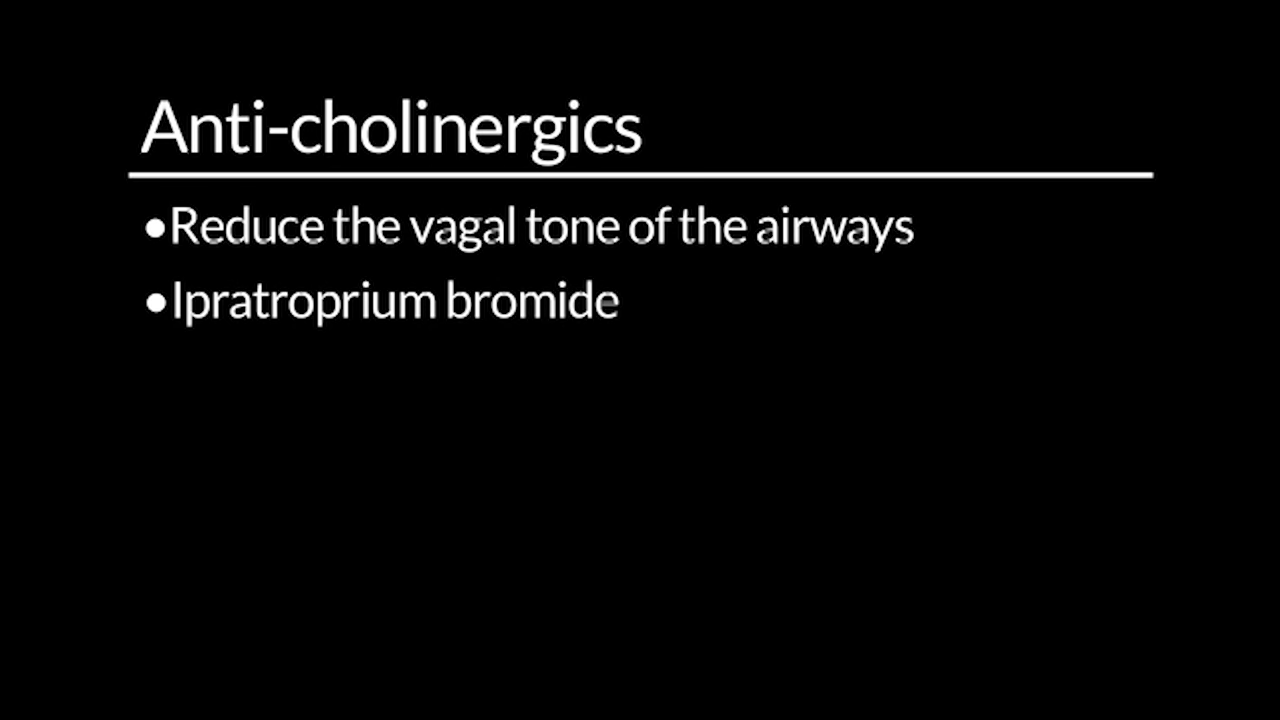 Anti-cholinergics
•Reduce the vagal tone of the airways
•Ipratroprium bromide